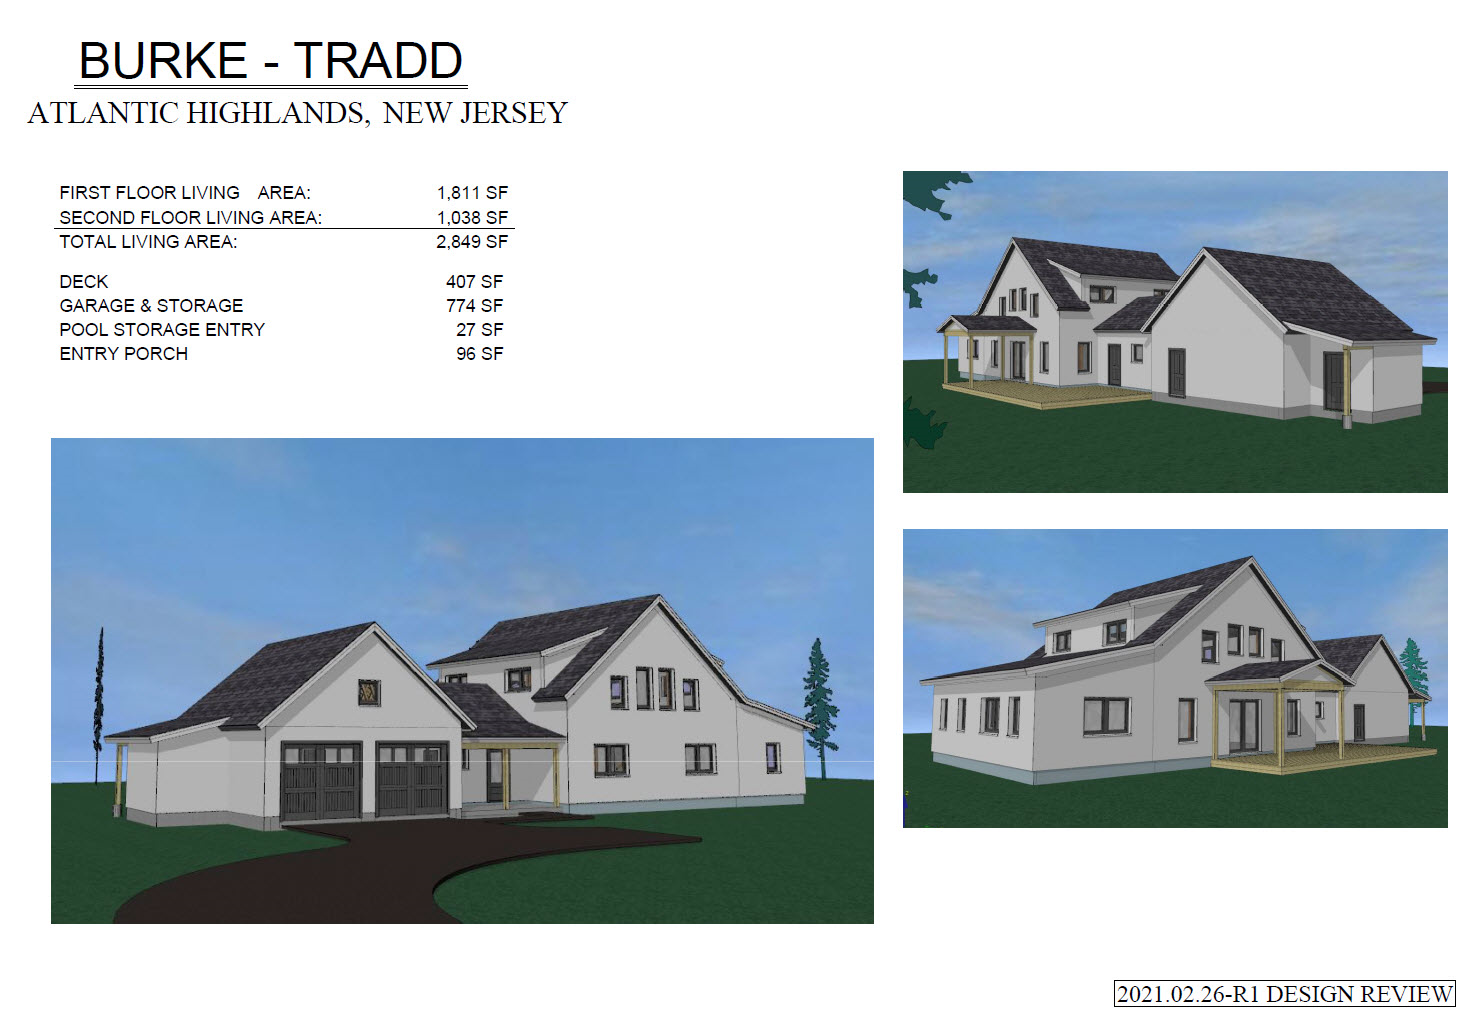 BURKE - TRADD
ATLANTIC HIGHLANDS, NEW JERSEY
FIRST FLOOR LIVING AREA: 1,811 SF
SECOND FLOOR LIVING AREA: 1,038 SF
TOTAL LIVING AREA: 2,849 SF
DECK 407 SF
GARAGE & STORAGE 774 SF
POOL STORAGE ENTRY 27 SF
ENTRY PORCH 96 SF
2021.02.26-R1 DESIGN REVIEW